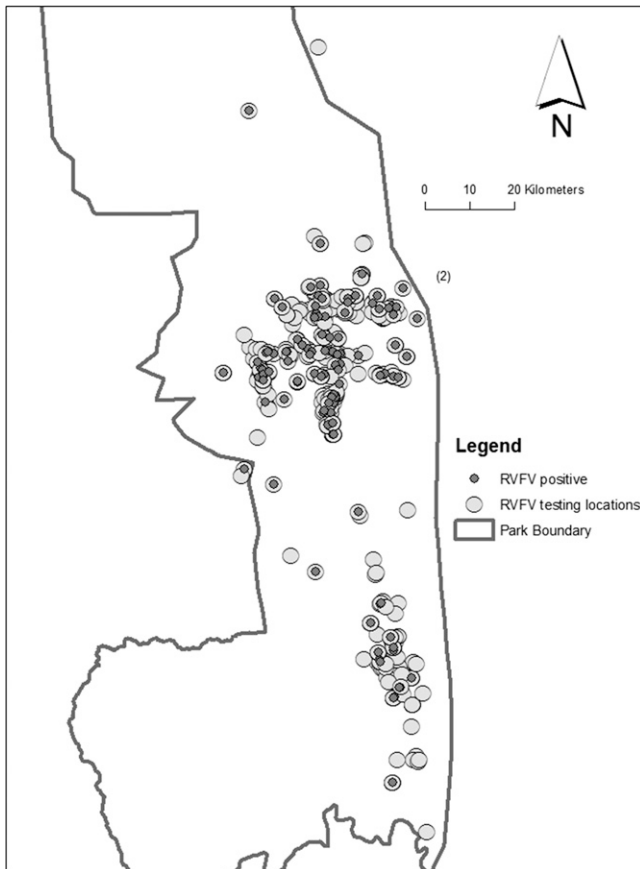 N
0 10 20 Kilometers
(2)
Legend
RVFV positive
RVFV testing locations
Park Boundary